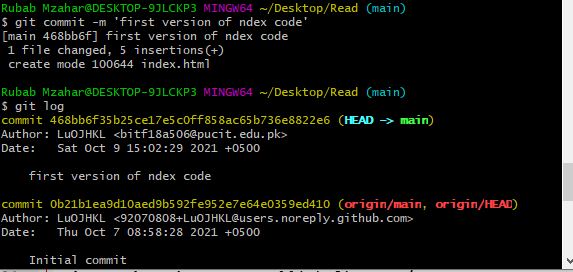 Rubab Mzahar@DESKTOP-9JLCKP3 MINGW64 ~/Desktop/Read (main)
$ git commit -m 'first version of ndex code'
[main 468bb6f] first version of ndex code
1 file changed, 5 insertions(+)
create mode 100644 index.html
Rubab Mzahar@DESKTOP-9JLCKP3 MINGW64 ~/Desktop/Read (main)
$ git log
commit 468bb6f35b25ce17e5c0ff858ac65b736e8822e6 (HEAD -> main)
Author: LuOJHKL <bitf18a506@pucit.edu.pk>
Date: Sat Oct 9 15:02:29 2021 +0500
first version of ndex code
commit 0b21b1ea9d10aed9b592fe952e7e64e0359ed410 (origin/main, origin/HEAD)
Author: LuOJHKL <92070808+LuOJHKL@users.noreply.github.com>
Date: Thu Oct 7 08:58:28 2021 +0500
Initial commit